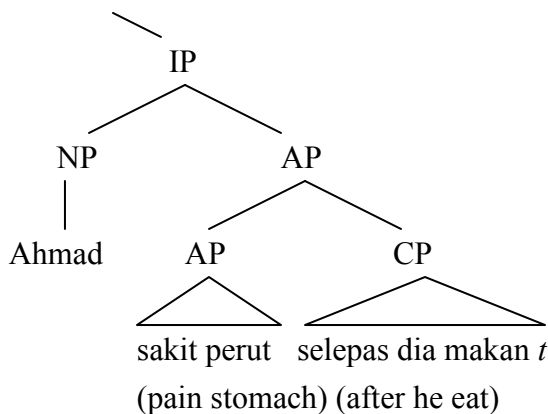 IP
NP AP
Ahmad AP CP
sakit perut selepas dia makan t
(pain stomach) (after he eat)